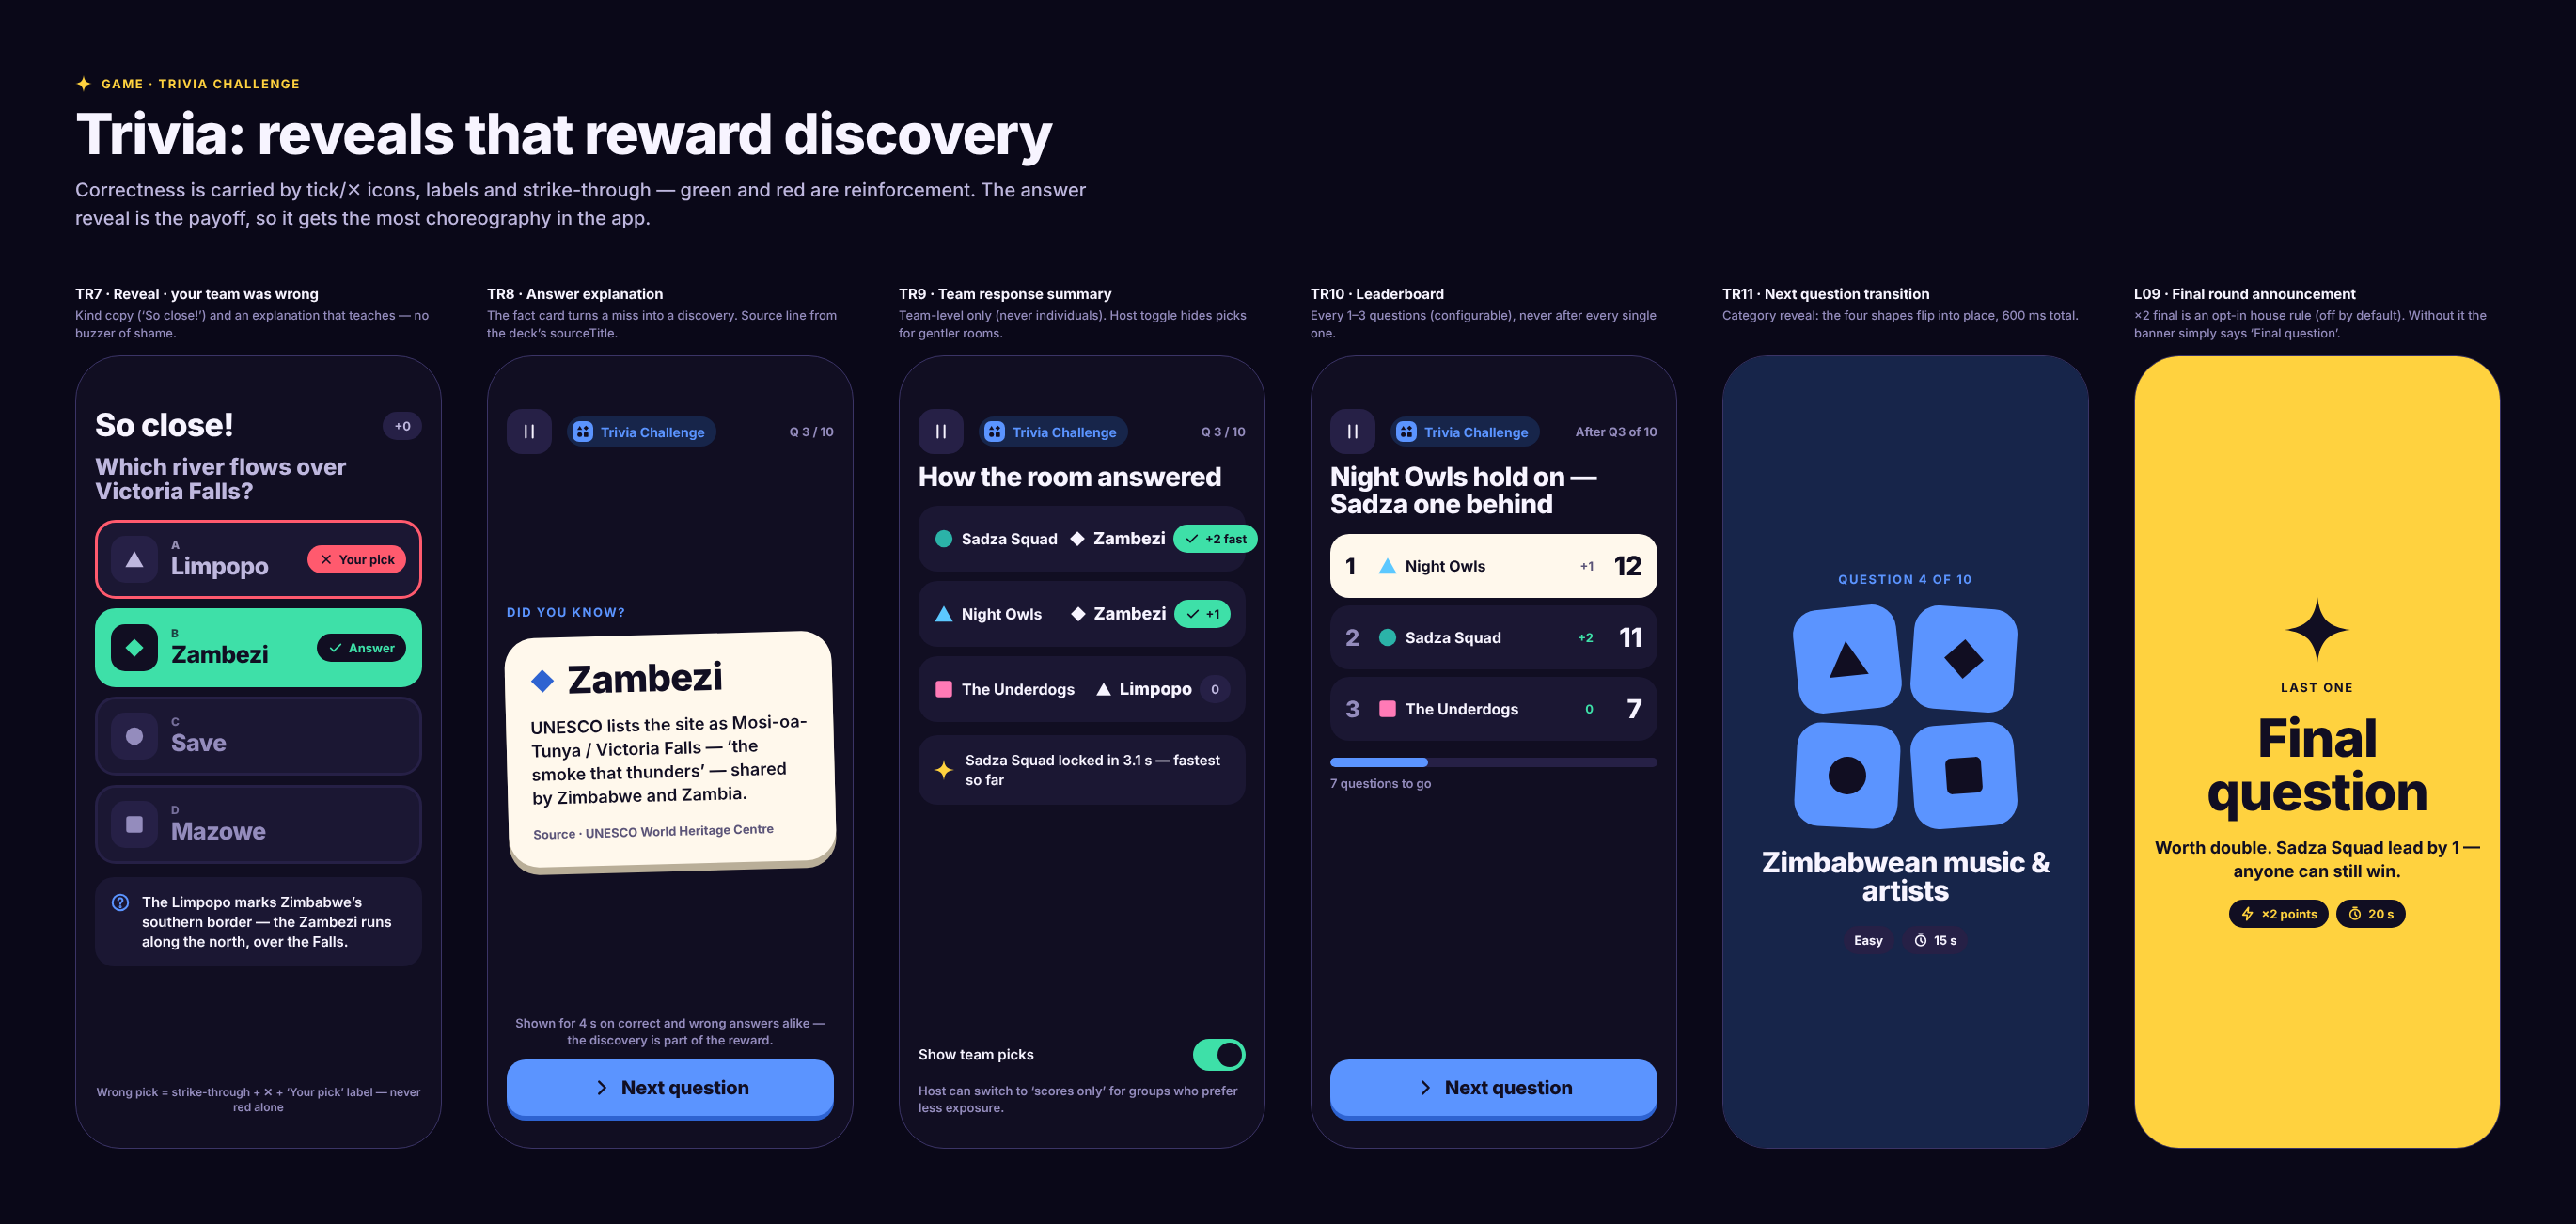 GAME · TRIVIA CHALLENGE
Trivia: reveals that reward discovery
Correctness is carried by tick/✕ icons, labels and strike-through — green and red are reinforcement. The answer
reveal is the payoff, so it gets the most choreography in the app.
TR7 · Reveal · your team was wrong
Kind copy (‘So close!’) and an explanation that teaches — no
buzzer of shame.
So close!
+0
Which river flows over
Victoria Falls?
A
Limpopo
✕ Your pick
B
Zambezi
✓ Answer
C
Save
D
Mazowe
The Limpopo marks Zimbabwe’s
southern border — the Zambezi runs
along the north, over the Falls.
Wrong pick = strike-through + ✕ + ‘Your pick’ label — never
red alone
TR8 · Answer explanation
The fact card turns a miss into a discovery. Source line from
the deck’s sourceTitle.
Trivia Challenge
Q 3 / 10
DID YOU KNOW?
Zambezi
UNESCO lists the site as Mosi-oa-
Tunya / Victoria Falls — ‘the
smoke that thunders’ — shared
by Zimbabwe and Zambia.
Source · UNESCO World Heritage Centre
Shown for 4 s on correct and wrong answers alike —
the discovery is part of the reward.
Next question
TR9 · Team response summary
Team-level only (never individuals). Host toggle hides picks
for gentler rooms.
Trivia Challenge
Q 3 / 10
How the room answered
Sadza Squad Zambezi ✓ +2 fast
Night Owls Zambezi ✓ +1
The Underdogs Limpopo 0
Sadza Squad locked in 3.1 s — fastest
so far
Show team picks
Host can switch to ‘scores only’ for groups who prefer
less exposure.
TR10 · Leaderboard
Every 1–3 questions (configurable), never after every single
one.
Trivia Challenge
After Q3 of 10
Night Owls hold on —
Sadza one behind
1 Night Owls +1 12
2 Sadza Squad +2 11
3 The Underdogs 0 7
7 questions to go
Next question
TR11 · Next question transition
Category reveal: the four shapes flip into place, 600 ms total.
QUESTION 4 OF 10
Zimbabwean music &
artists
Easy
15 s
L09 · Final round announcement
×2 final is an opt-in house rule (off by default). Without it the
banner simply says ‘Final question’.
LAST ONE
Final
question
Worth double. Sadza Squad lead by 1 —
anyone can still win.
×2 points
20 s